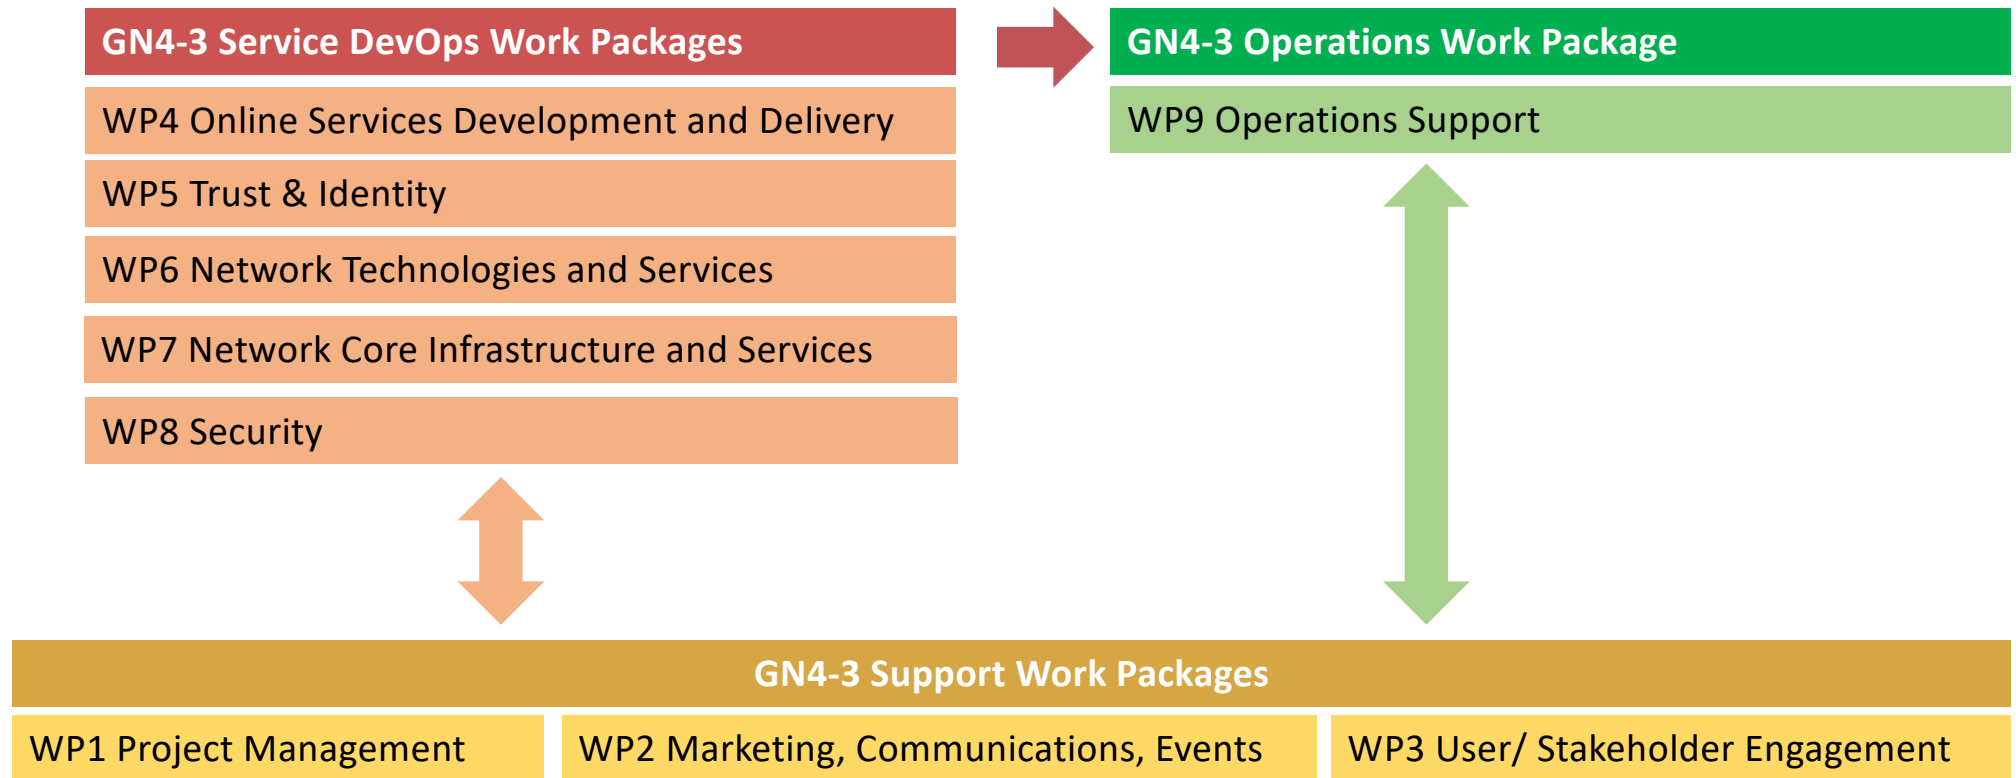 GN4-3 Service DevOps Work Packages
WP4 Online Services Development and Delivery
WP5 Trust & Identity
WP6 Network Technologies and Services
WP7 Network Core Infrastructure and Services
WP8 Security
GN4-3 Operations Work Package
WP9 Operations Support
GN4-3 Support Work Packages
WP1 Project Management
WP2 Marketing, Communications, Events
WP3 User/ Stakeholder Engagement